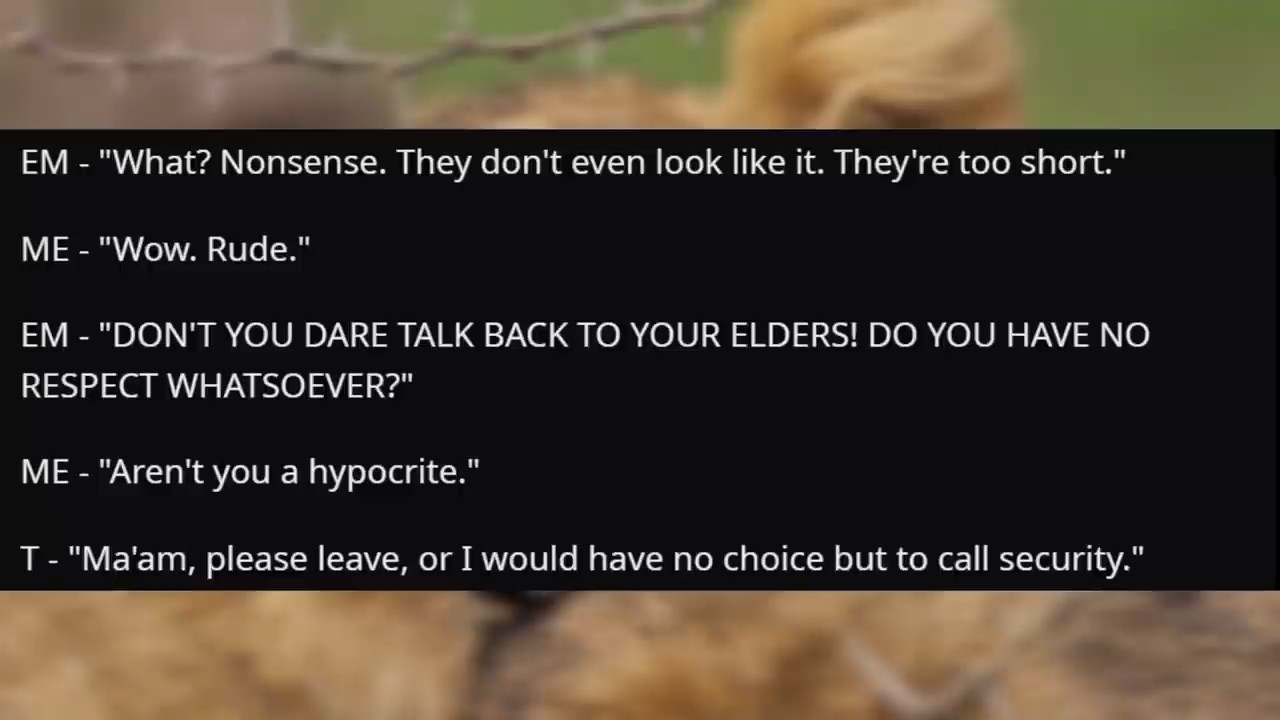 EM - "What? Nonsense. They don't even look like it. They're too short."
ME - "Wow. Rude."
EM - "DON'T YOU DARE TALK BACK TO YOUR ELDERS! DO YOU HAVE NO
RESPECT WHATSOEVER?"
ME - "Aren't you a hypocrite."
T - "Ma'am, please leave, or I would have no choice but to call security."